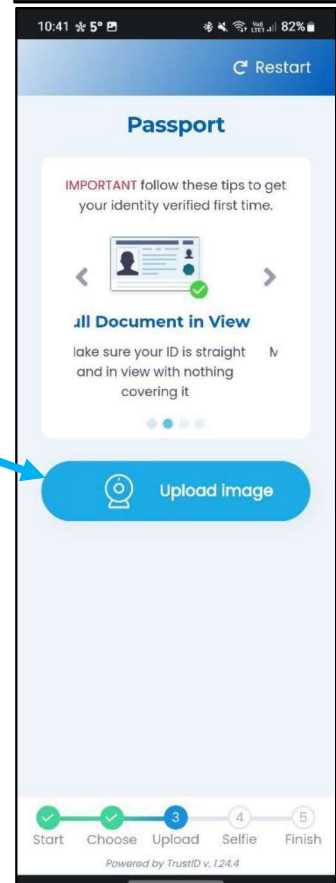 10:41 5°
Vo)) LTE1 82%
Restart
Passport
IMPORTANT follow these tips to get
your identity verified first time.
ull Document in View
lake sure your ID is straight
and in view with nothing
covering it
Upload image
3 4 5
Start Choose Upload Selfie Finish
Powered by TrustID v. 1.24.4